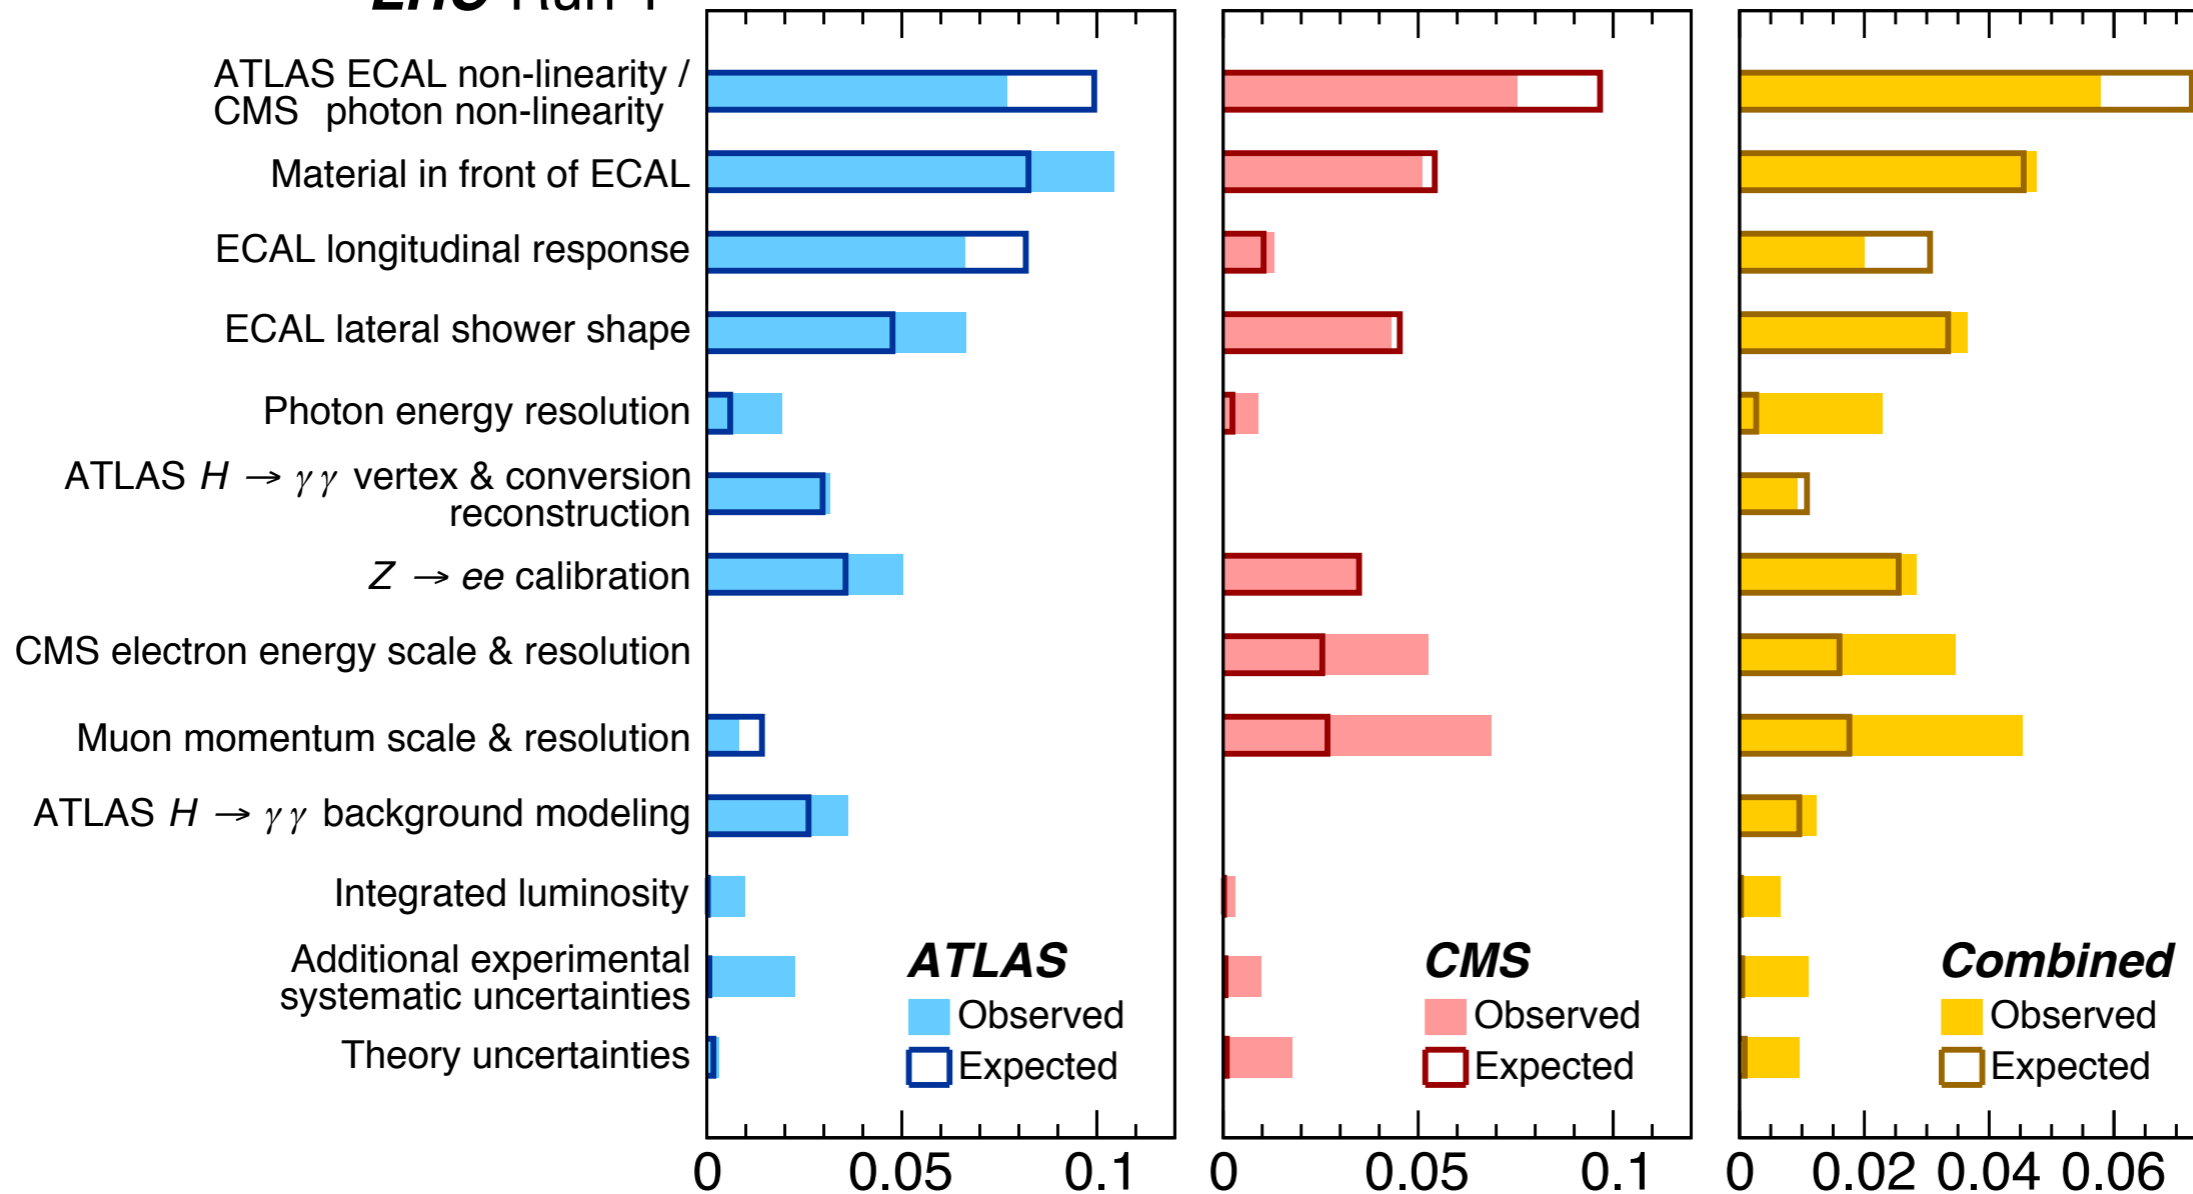 LHC Run 1
ATLAS ECAL non-linearity /
CMS photon non-linearity
Material in front of ECAL
ECAL longitudinal response
ECAL lateral shower shape
Photon energy resolution
ATLAS H → γ γ vertex & conversion
reconstruction
Z → ee calibration
CMS electron energy scale & resolution
Muon momentum scale & resolution
ATLAS H → γ γ background modeling
Integrated luminosity
Additional experimental
systematic uncertainties
Theory uncertainties
ATLAS
Observed
Expected
CMS
Observed
Expected
Combined
Observed
Expected
0 0.05 0.1
0 0.05 0.1
0 0.02 0.04 0.06